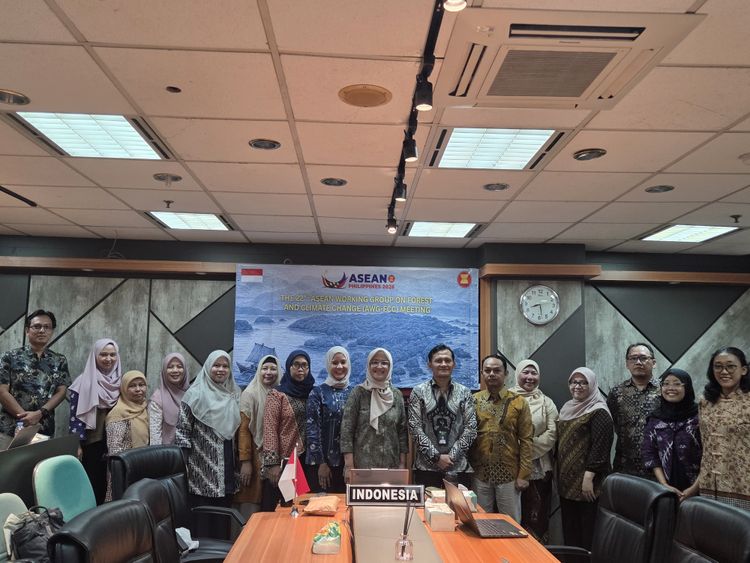 ASEAN
PHILIPPINES 2026
THE 22ND ASEAN WORKING GROUP ON FOREST
AND CLIMATE CHANGE (AWG-FCC) MEETING
INDONESIA